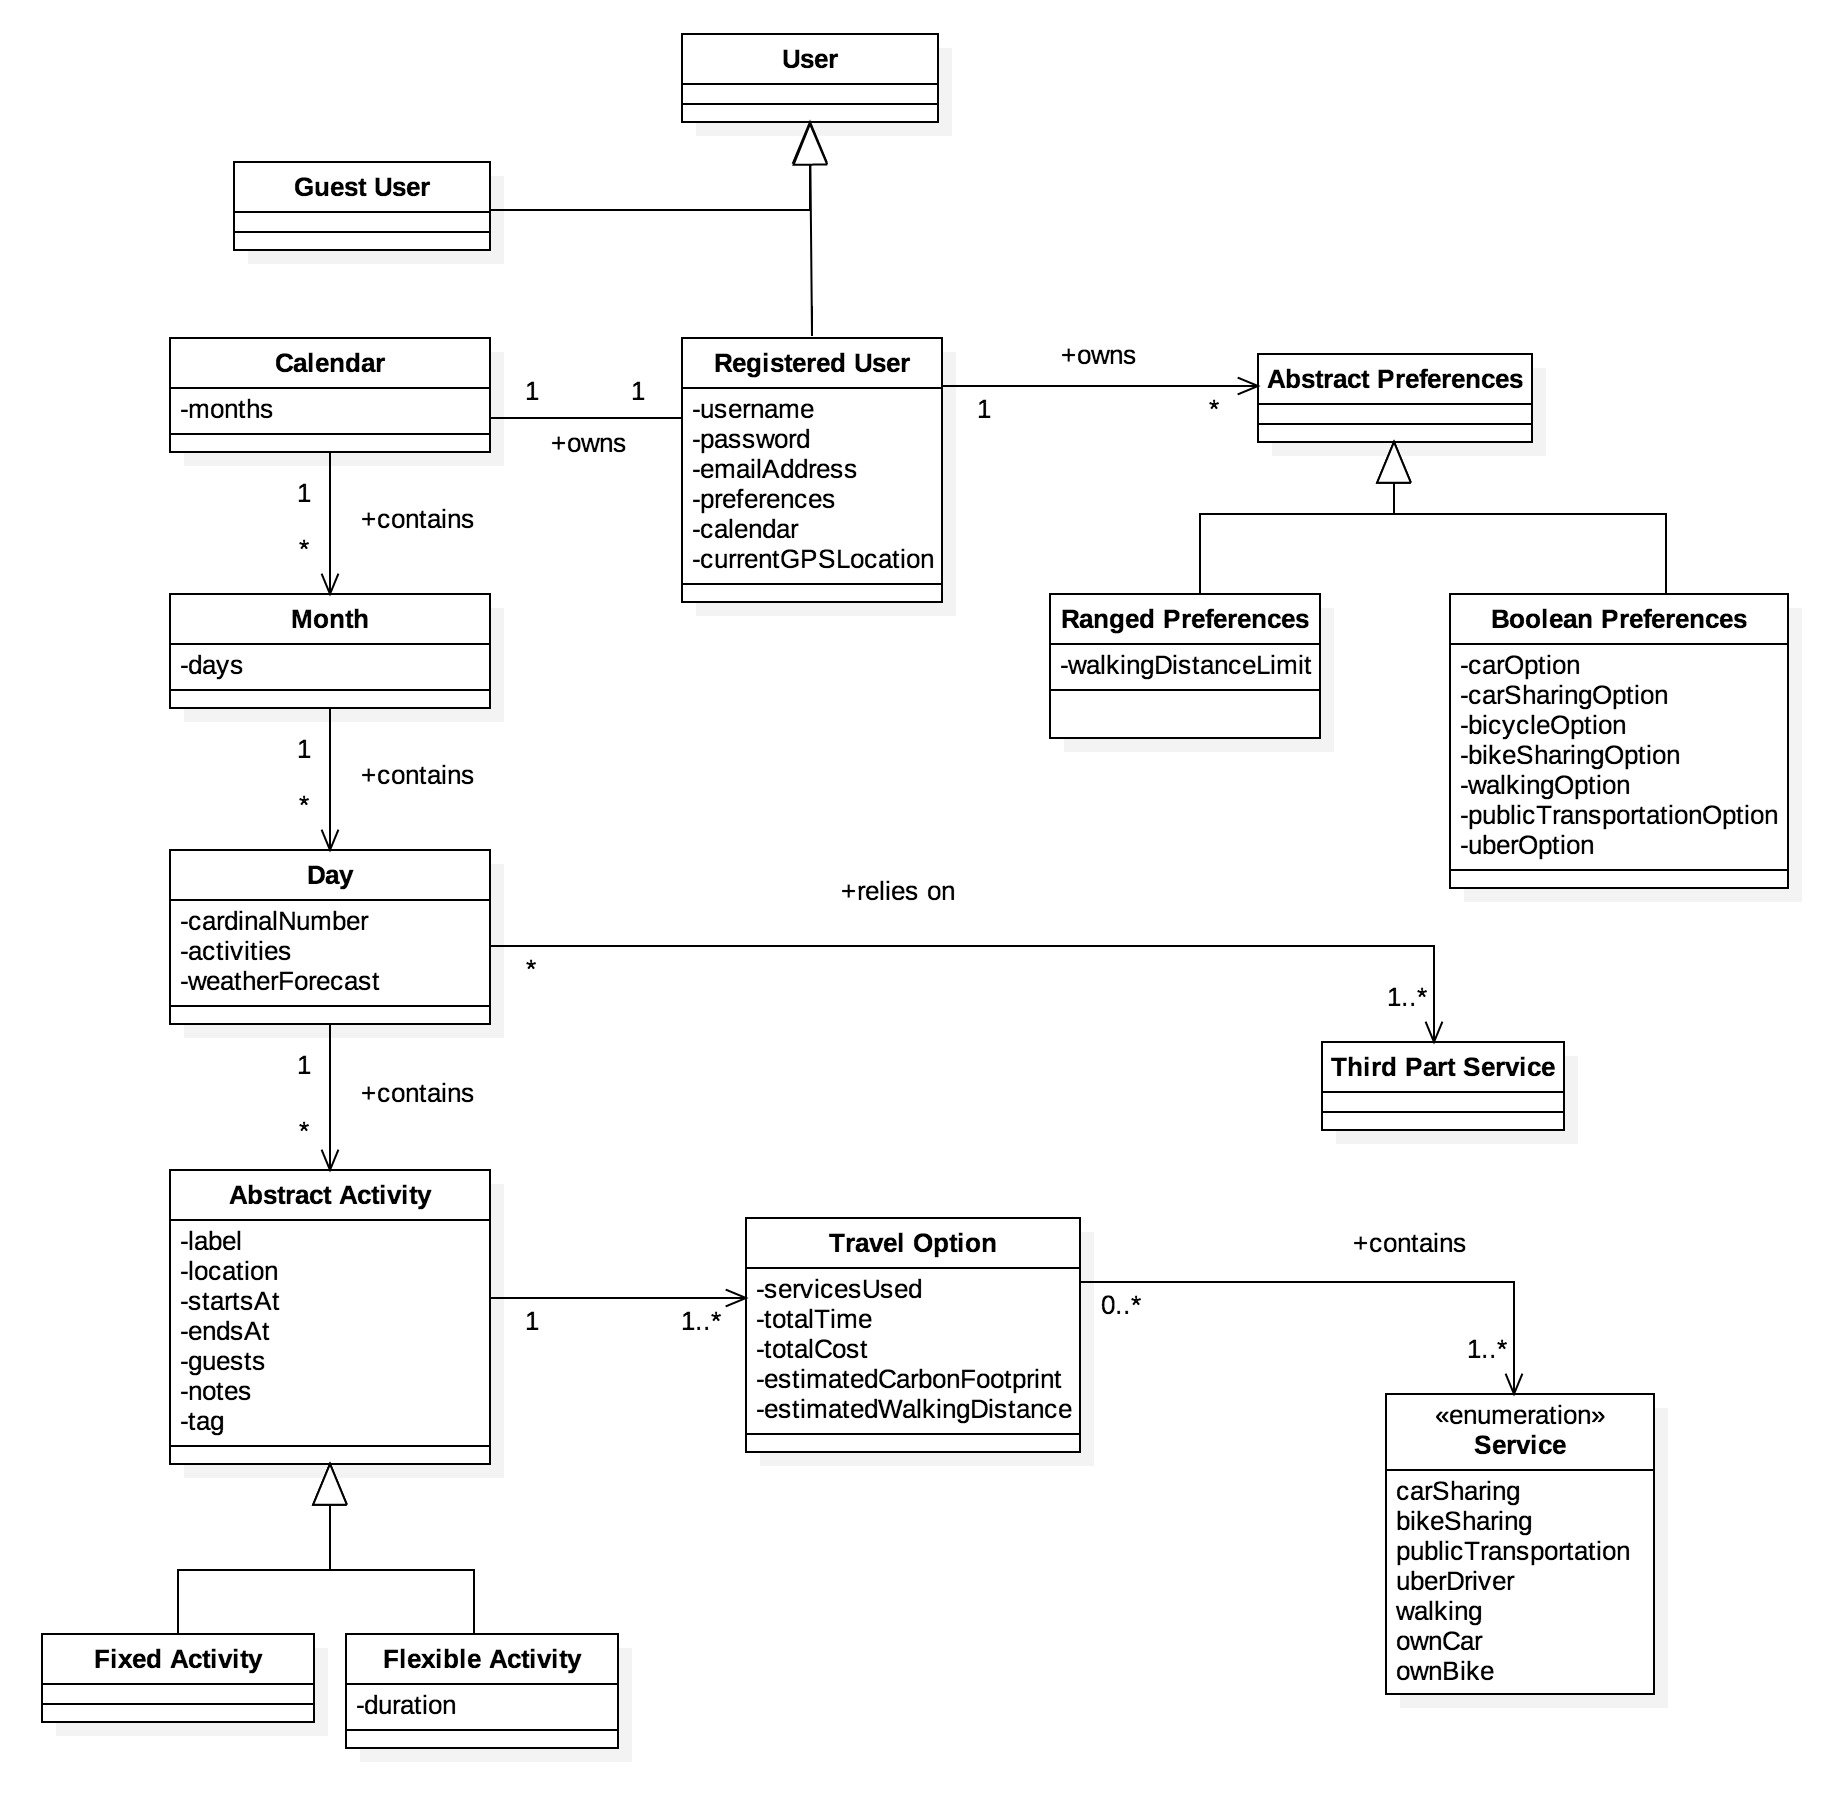 User
Guest User
Calendar
-months
1
1
+owns
Registered User
-username
-password
-emailAddress
-preferences
-calendar
-currentGPSLocation
+owns
1
*
Abstract Preferences
1
+contains
*
Month
-days
Ranged Preferences
-walkingDistanceLimit
Boolean Preferences
-carOption
-carSharingOption
-bicycleOption
-bikeSharingOption
-walkingOption
-publicTransportationOption
-uberOption
1
+contains
*
Day
-cardinalNumber
-activities
-weatherForecast
+relies on
*
1..*
Third Part Service
1
+contains
*
Abstract Activity
-label
-location
-startsAt
-endsAt
-guests
-notes
-tag
1
1..*
Travel Option
-servicesUsed
-totalTime
-totalCost
-estimatedCarbonFootprint
-estimatedWalkingDistance
+contains
0..*
1..*
«enumeration»
Service
carSharing
bikeSharing
publicTransportation
uberDriver
walking
ownCar
ownBike
Fixed Activity
Flexible Activity
-duration